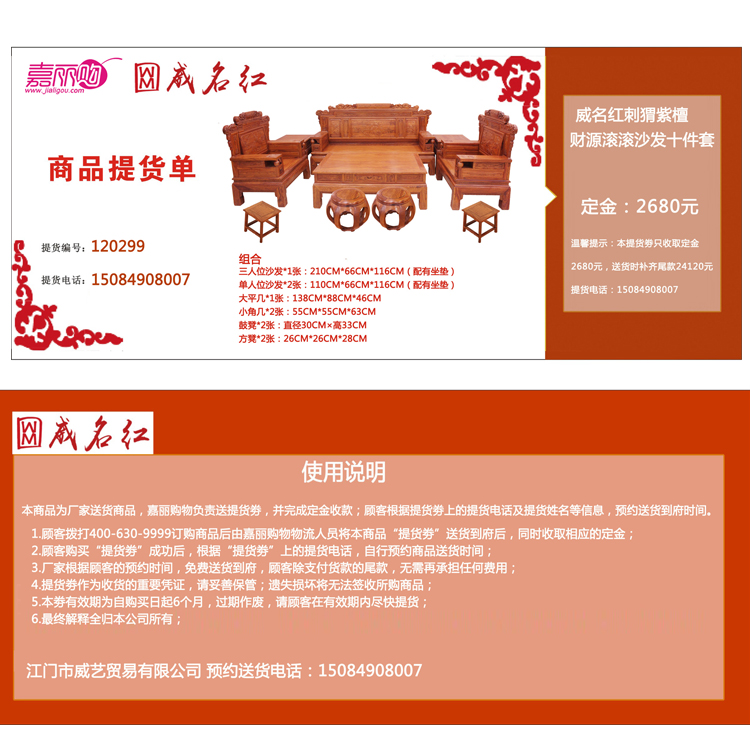 嘉丽购
www.jialigou.com
威名红
商品提货单
提货编号：120299
提货电话：15084908007
组合
三人位沙发*1张：210CM*66CM*116CM（配有坐垫）
单人位沙发*2张：110CM*66CM*116CM（配有坐垫）
大平几*1张：138CM*88CM*46CM
小角几*2张：55CM*55CM*63CM
鼓凳*2张：直径30CM×高33CM
方凳*2张：26CM*26CM*28CM
威名红刺猬紫檀
财源滚滚沙发十件套
定金：2680元
温馨提示：本提货券只收取定金
2680元，送货时补齐尾款24120元
提货电话：15084908007
威名红
使用说明
本商品为厂家送货商品，嘉丽购物负责送提货券，并完成定金收款；顾客根据提货券上的提货电话及提货姓名等信息，预约送货到府时间。
1.顾客拨打400-630-9999订购商品后由嘉丽购物物流人员将本商品“提货券”送货到府后，同时收取相应的定金；
2.顾客购买“提货券”成功后，根据“提货券”上的提货电话，自行预约商品送货时间；
3.厂家根据顾客的预约时间，免费送货到府，顾客除支付货款的尾款，无需再承担任何费用；
4.提货券作为收货的重要凭证，请妥善保管；遗失损坏将无法签收所购商品；
5.本券有效期为自购买日起6个月，过期作废，请顾客在有效期内尽快提货；
6.最终解释全归本公司所有；
江门市威艺贸易有限公司 预约送货电话：15084908007